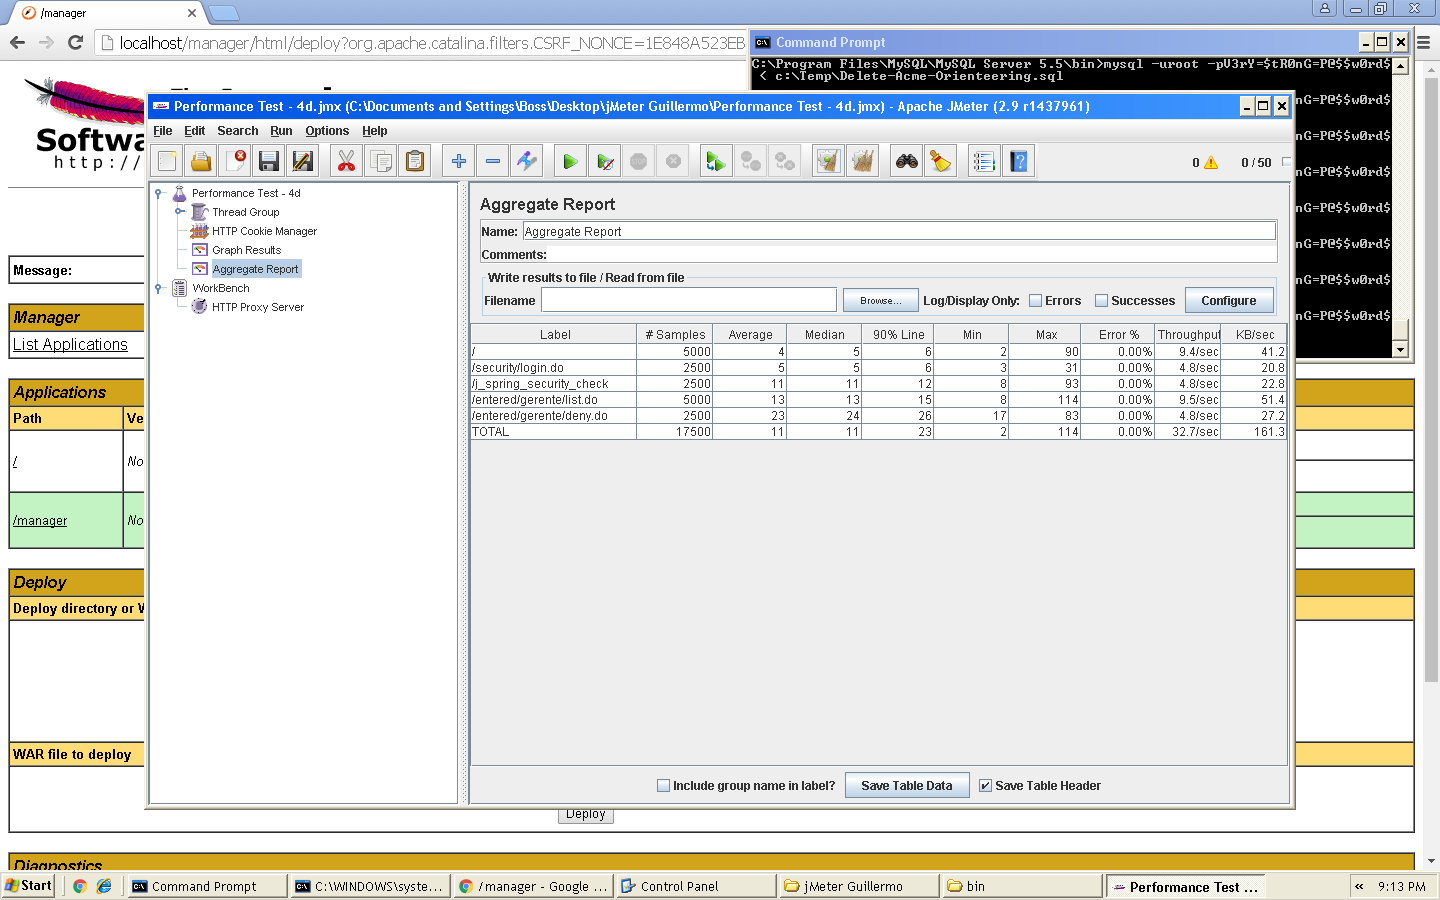 /manager
localhost/manager/html/deploy?org.apache.catalina.filters.CSRF_NONCE=1E848A523EB
Command Prompt
C:\Program Files\MySQL\MySQL Server 5.5\bin>mysql -uroot -pV3rY=$tR0nG=P@$$w0rd$
< c:\Temp\Delete-Acme-Orienteering.sql
nG=P@$$w0rd$
nG=P@$$w0rd$
nG=P@$$w0rd$
nG=P@$$w0rd$
nG=P@$$w0rd$
nG=P@$$w0rd$
nG=P@$$w0rd$
Softwa
http://
Message:
Manager
List Applications
Applications
Path Ve
/ No
/manager No
Deploy
Deploy directory or W
WAR file to deploy
Deploy
Diagnostics
Performance Test - 4d.jmx (C:\Documents and Settings\Boss\Desktop\jMeter Guillermo\Performance Test - 4d.jmx) - Apache JMeter (2.9 r1437961)
File Edit Search Run Options Help
0 0 / 50
Performance Test - 4d
Thread Group
HTTP Cookie Manager
Graph Results
Aggregate Report
WorkBench
HTTP Proxy Server
Aggregate Report
Name: Aggregate Report
Comments:
Write results to file / Read from file
Filename Browse... Log/Display Only: Errors Successes Configure
Label # Samples Average Median 90% Line Min Max Error % Throughput KB/sec
/ 5000 4 5 6 2 90 0.00% 9.4/sec 41.2
/security/login.do 2500 5 5 6 3 31 0.00% 4.8/sec 20.8
/j_spring_security_check 2500 11 11 12 8 93 0.00% 4.8/sec 22.8
/entered/gerente/list.do 5000 13 13 15 8 114 0.00% 9.5/sec 51.4
/entered/gerente/deny.do 2500 23 24 26 17 83 0.00% 4.8/sec 27.2
TOTAL 17500 11 11 23 2 114 0.00% 32.7/sec 161.3
Include group name in label? Save Table Data Save Table Header
Start Command Prompt C:\WINDOWS\syste... /manager - Google ... Control Panel jMeter Guillermo bin Performance Test ... « 9:13 PM